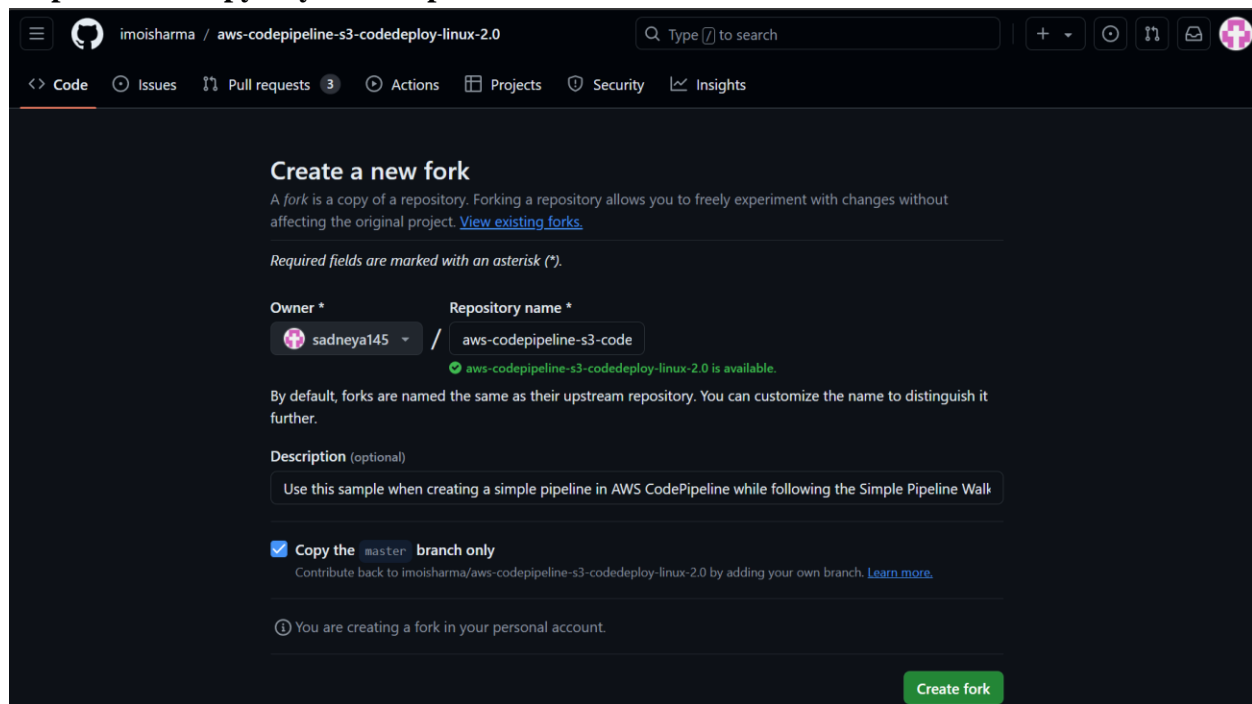 imoisharma / aws-codepipeline-s3-codedeploy-linux-2.0
Type / to search
Code Issues Pull requests 3 Actions Projects Security Insights
Create a new fork
A fork is a copy of a repository. Forking a repository allows you to freely experiment with changes without
affecting the original project. View existing forks.
Required fields are marked with an asterisk (*).
Owner * Repository name *
sadneya145 / aws-codepipeline-s3-code
aws-codepipeline-s3-codedeploy-linux-2.0 is available.
By default, forks are named the same as their upstream repository. You can customize the name to distinguish it
further.
Description (optional)
Use this sample when creating a simple pipeline in AWS CodePipeline while following the Simple Pipeline Walk
Copy the master branch only
Contribute back to imoisharma/aws-codepipeline-s3-codedeploy-linux-2.0 by adding your own branch. Learn more.
You are creating a fork in your personal account.
Create fork